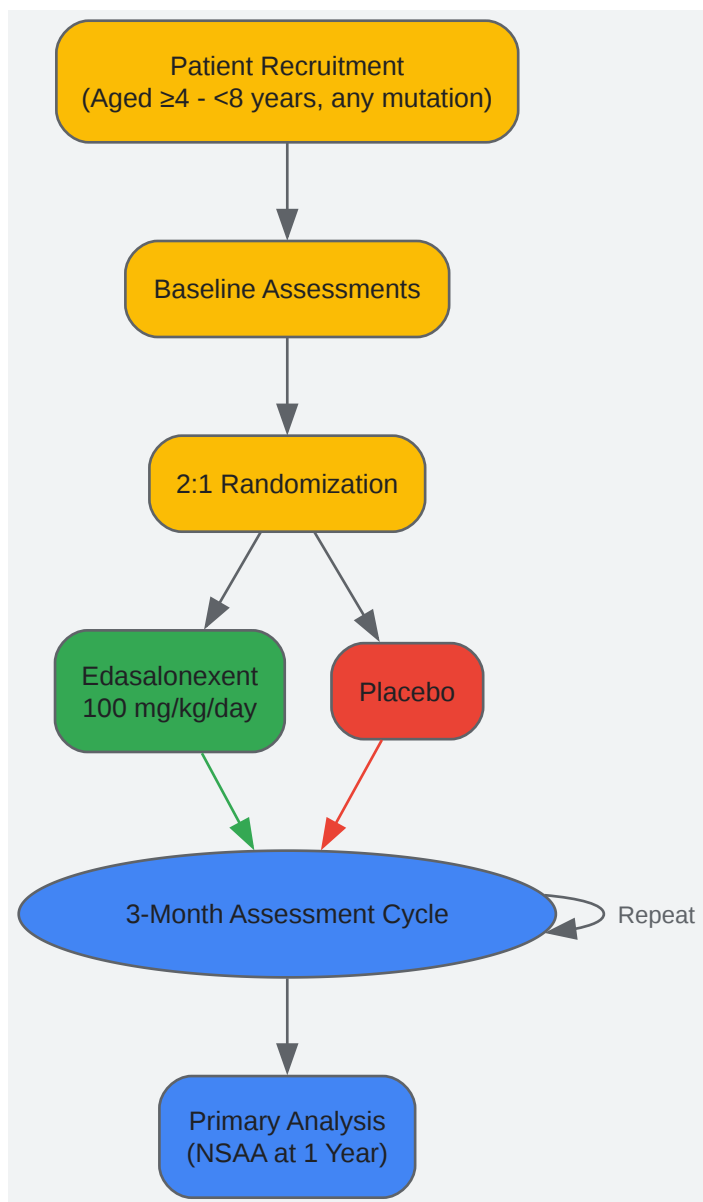 Patient Recruitment
(Aged ≥4 - <8 years, any mutation)
Baseline Assessments
2:1 Randomization
Edasalonexent
100 mg/kg/day
Placebo
3-Month Assessment Cycle
Repeat
Primary Analysis
(NSAA at 1 Year)